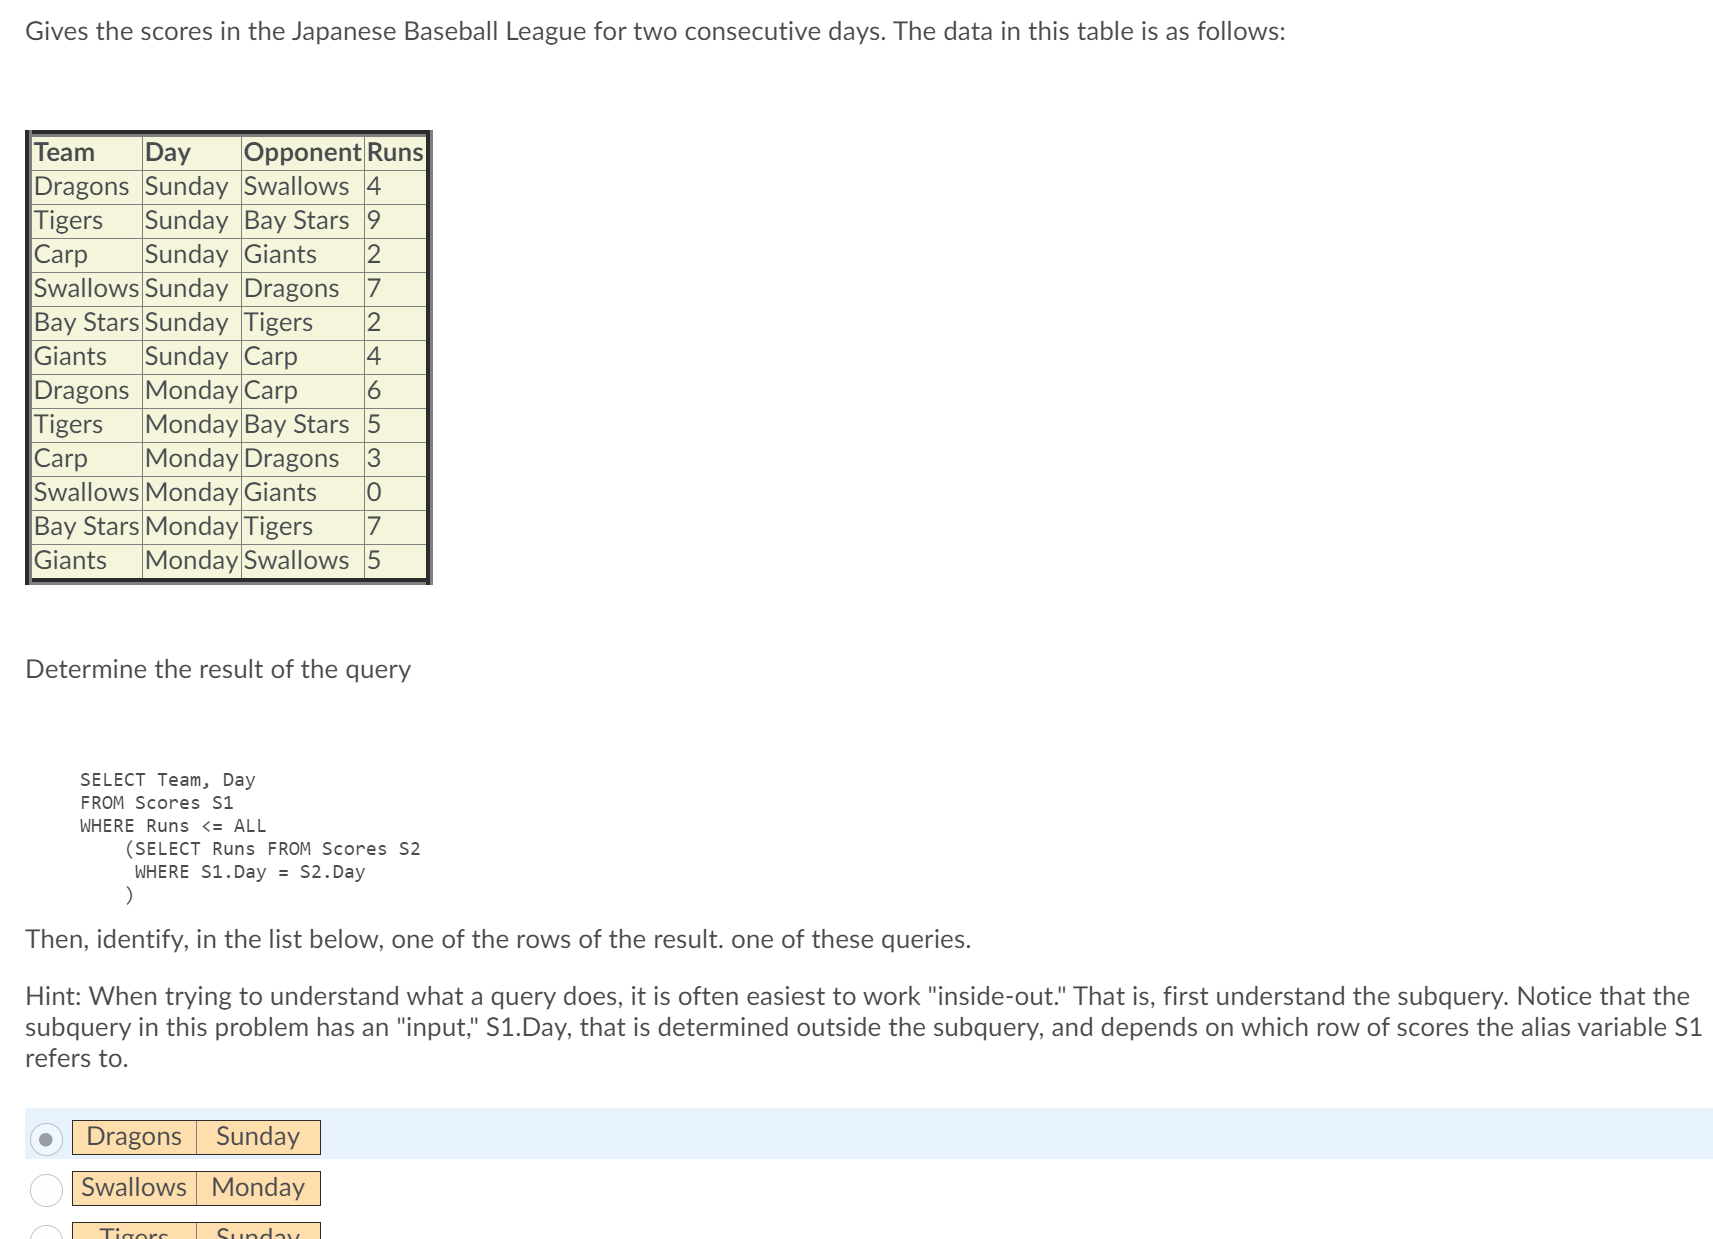 Gives the scores in the Japanese Baseball League for two consecutive days. The data in this table is as follows:
Team Day Opponent Runs
Dragons Sunday Swallows 4
Tigers Sunday Bay Stars 9
Carp Sunday Giants 2
Swallows Sunday Dragons 7
Bay Stars Sunday Tigers 2
Giants Sunday Carp 4
Dragons Monday Carp 6
Tigers Monday Bay Stars 5
Carp Monday Dragons 3
Swallows Monday Giants 0
Bay Stars Monday Tigers 7
Giants Monday Swallows 5
Determine the result of the query
SELECT Team, Day
FROM Scores S1
WHERE Runs <= ALL
(SELECT Runs FROM Scores S2
WHERE S1.Day = S2.Day
)
Then, identify, in the list below, one of the rows of the result. one of these queries.
Hint: When trying to understand what a query does, it is often easiest to work "inside-out." That is, first understand the subquery. Notice that the
subquery in this problem has an "input," S1.Day, that is determined outside the subquery, and depends on which row of scores the alias variable S1
refers to.
Dragons Sunday
Swallows Monday
Tigers Sunday